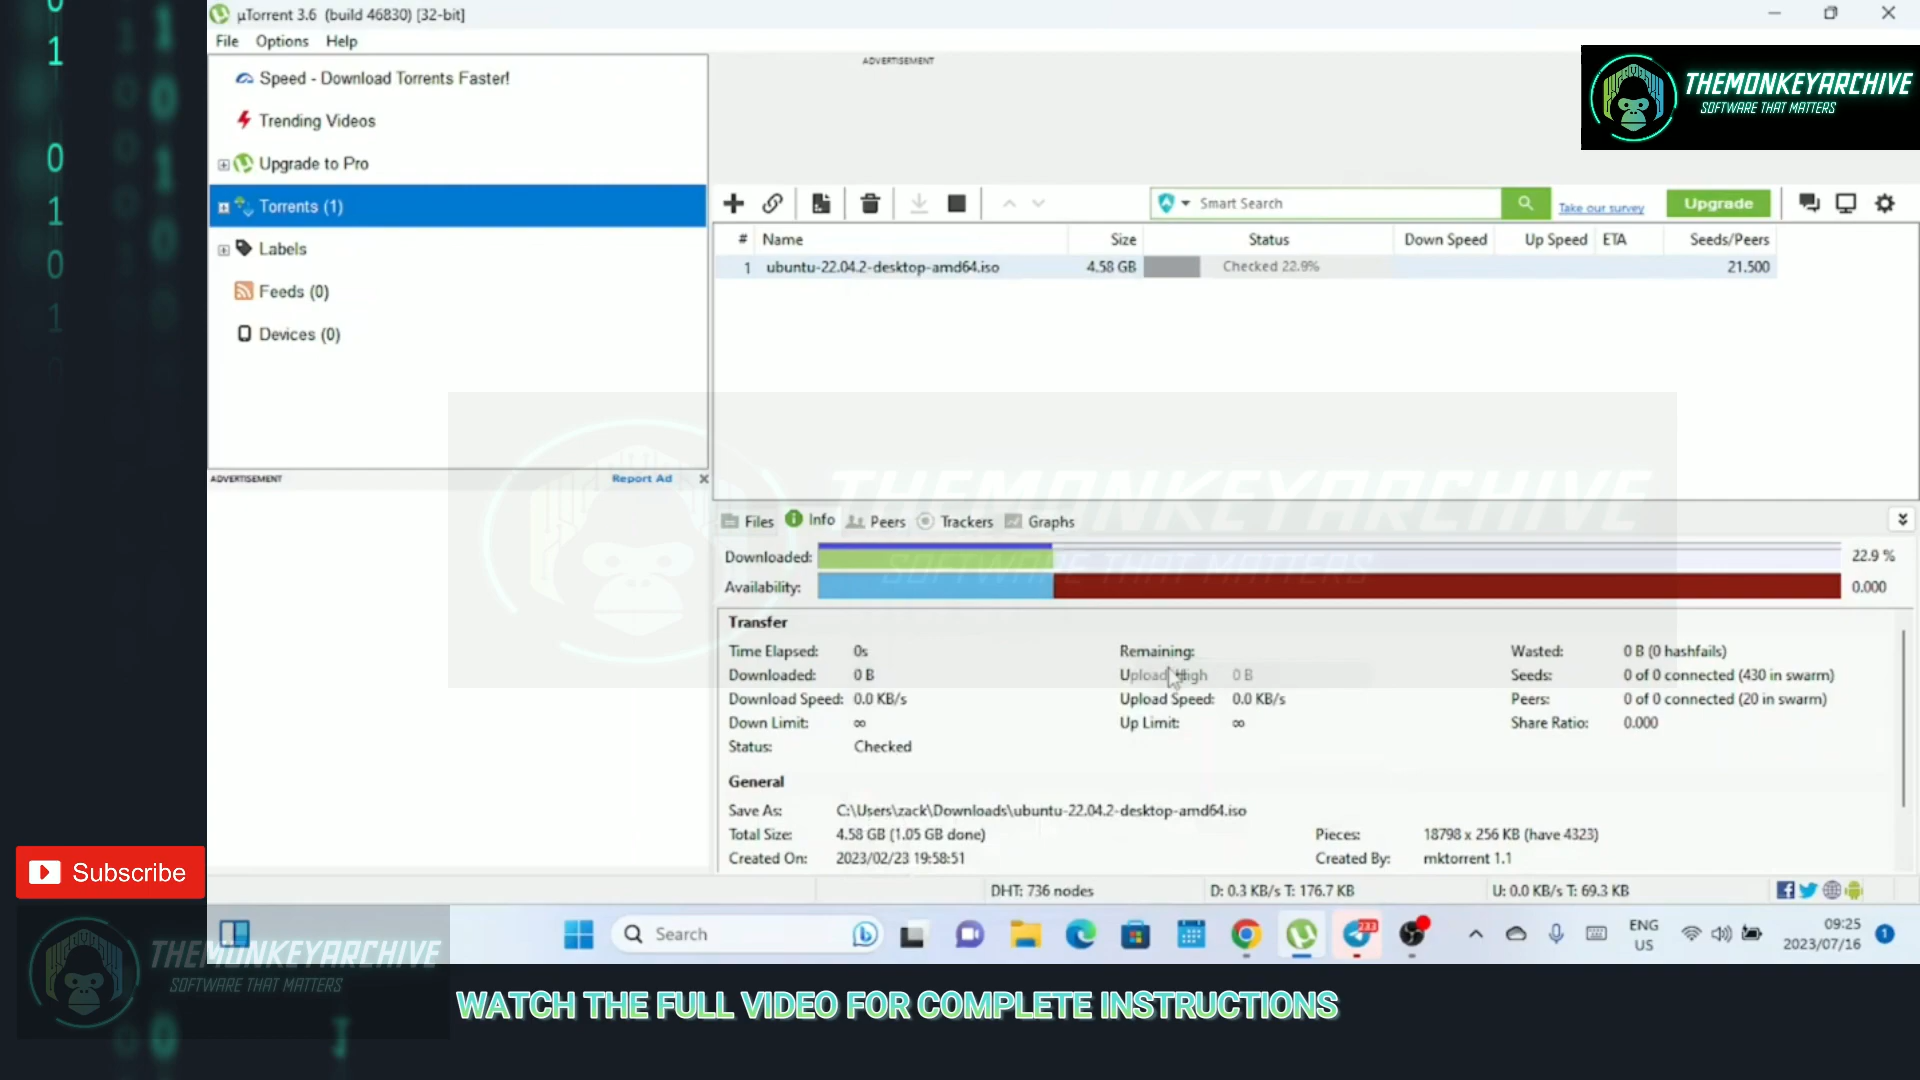 µTorrent 3.6 (build 46830) [32-bit]
File Options Help
Speed - Download Torrents Faster!
Trending Videos
Upgrade to Pro
Torrents (1)
Labels
Feeds (0)
Devices (0)
ADVERTISEMENT
Report Ad
ADVERTISEMENT
THEMONKEYARCHIVE
SOFTWARE THAT MATTERS
Smart Search
Take our survey
Upgrade
# Name Size Status Down Speed Up Speed ETA Seeds/Peers
1 ubuntu-22.04.2-desktop-amd64.iso 4.58 GB Checked 22.9% 21.500
THEMONKEYARCHIVE
SOFTWARE THAT MATTERS
Files Info Peers Trackers Graphs
Downloaded: 22.9 %
Availability: 0.000
Transfer
Time Elapsed: 0s Remaining: Wasted: 0 B (0 hashfails)
Downloaded: 0 B 0 B Seeds: 0 of 0 connected (430 in swarm)
Download Speed: 0.0 KB/s Upload Speed: 0.0 KB/s Peers: 0 of 0 connected (20 in swarm)
Down Limit: ∞ Up Limit: ∞ Share Ratio: 0.000
Status: Checked
General
Save As: C:\Users\zack\Downloads\ubuntu-22.04.2-desktop-amd64.iso
Total Size: 4.58 GB (1.05 GB done) Pieces: 18798 x 256 KB (have 4323)
Created On: 2023/02/23 19:58:51 Created By: mktorrent 1.1
DHT: 736 nodes D: 0.3 KB/s T: 176.7 KB U: 0.0 KB/s T: 69.3 KB
Subscribe
Search
ENG
US
09:25
2023/07/16
1
THEMONKEYARCHIVE
SOFTWARE THAT MATTERS
WATCH THE FULL VIDEO FOR COMPLETE INSTRUCTIONS